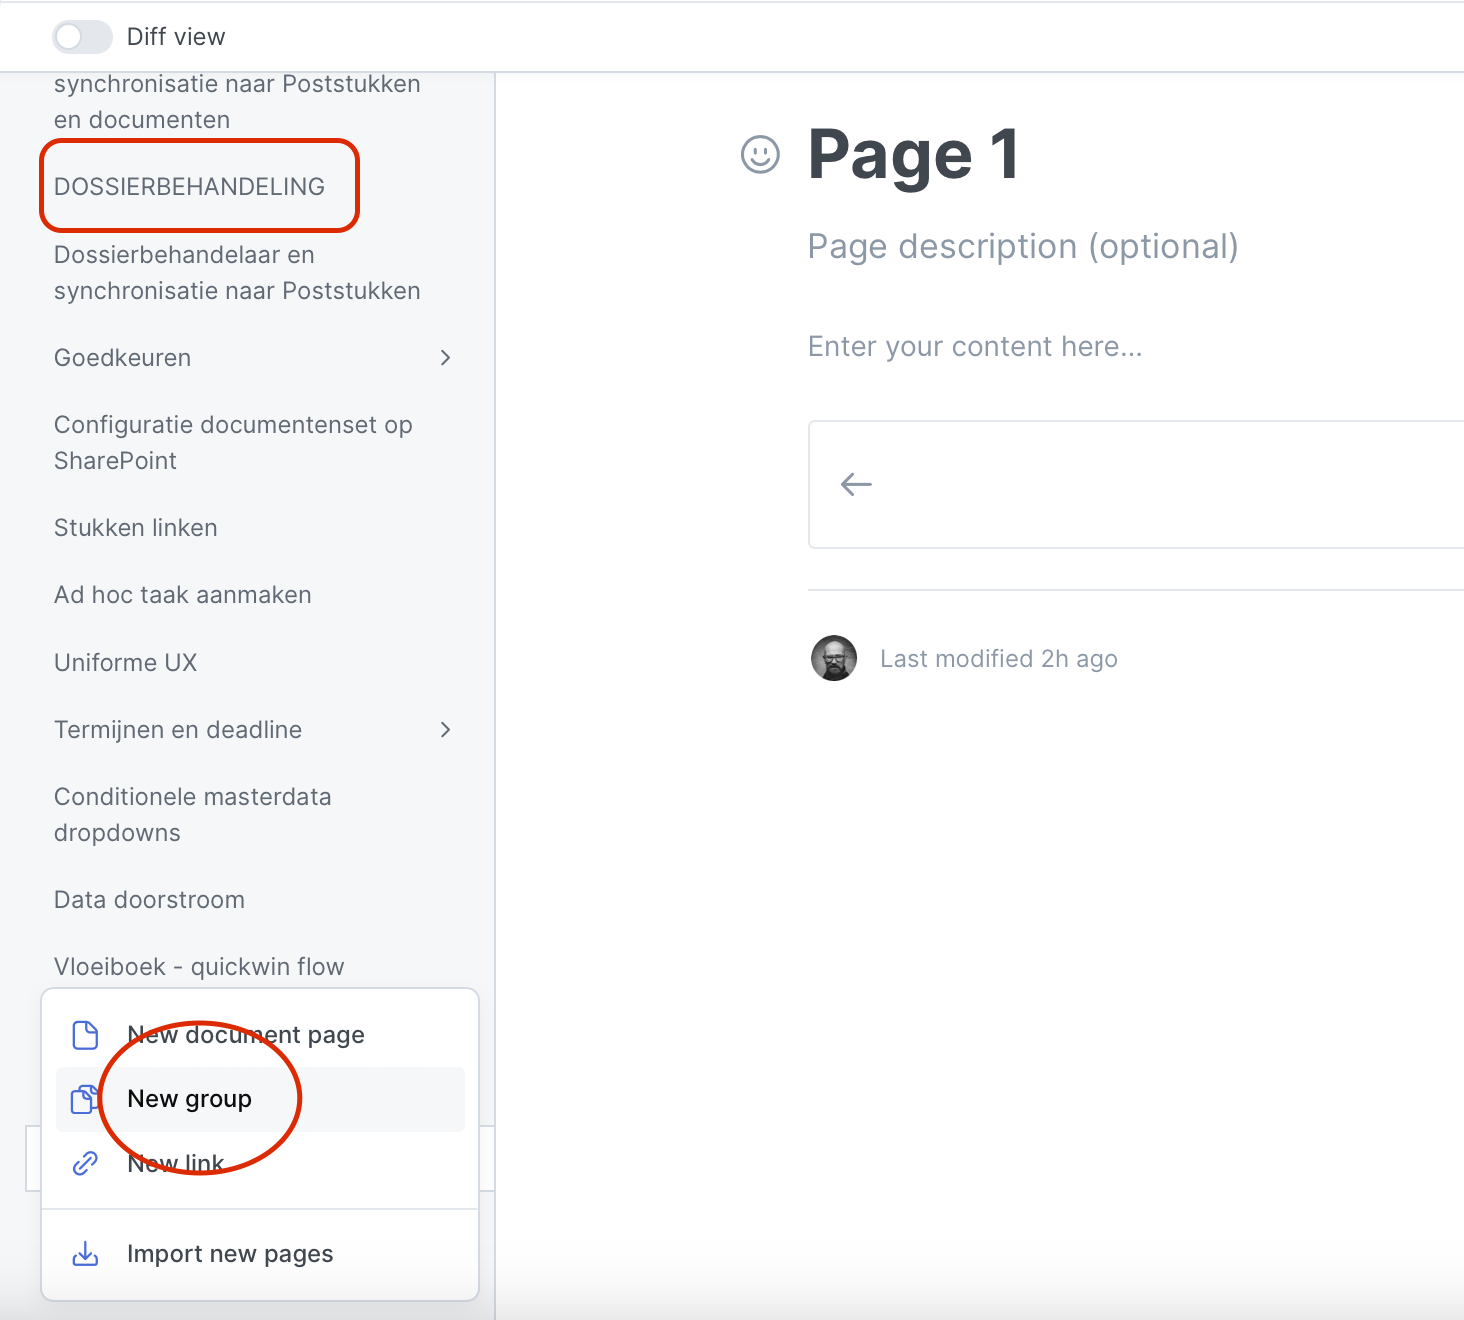 Diff view
synchronisatie naar Poststukken
en documenten
DOSSIERBEHANDELING
Dossierbehandelaar en
synchronisatie naar Poststukken
Goedkeuren
Configuratie documentenset op
SharePoint
Stukken linken
Ad hoc taak aanmaken
Uniforme UX
Termijnen en deadline
Conditionele masterdata
dropdowns
Data doorstroom
Vloeiboek - quickwin flow
New document page
New group
New link
Import new pages
Page 1
Page description (optional)
Enter your content here...
Last modified 2h ago